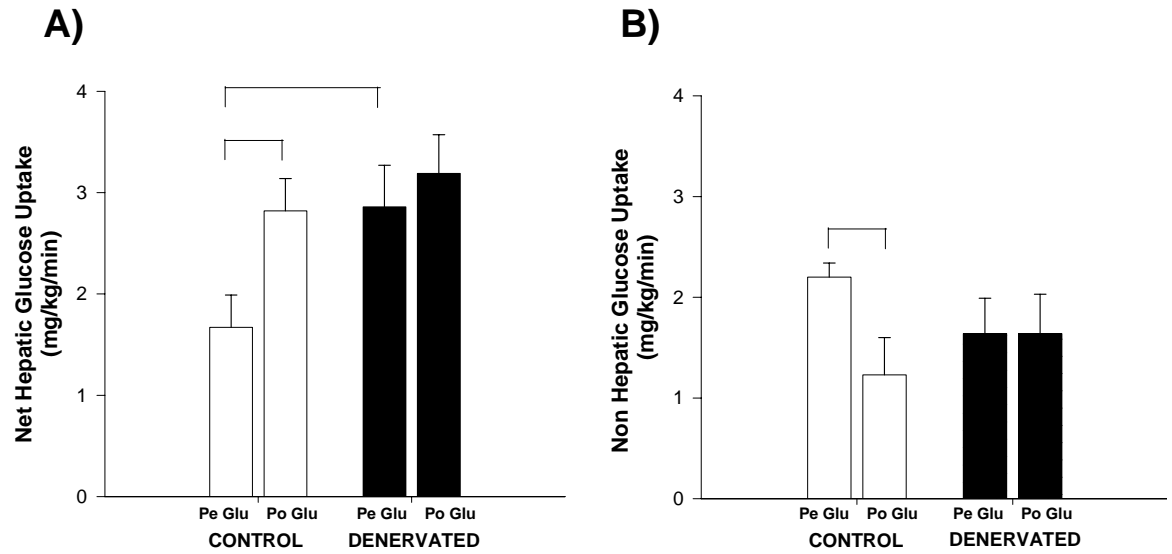 A)
Net Hepatic Glucose Uptake
(mg/kg/min)
4
3
2
1
0
Pe Glu Po Glu Pe Glu Po Glu
CONTROL DENERVATED
B)
Non Hepatic Glucose Uptake
(mg/kg/min)
4
3
2
1
0
Pe Glu Po Glu Pe Glu Po Glu
CONTROL DENERVATED